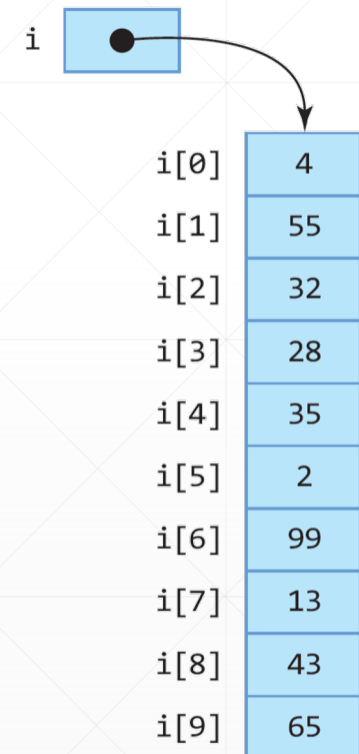 i
i[0] 4
i[1] 55
i[2] 32
i[3] 28
i[4] 35
i[5] 2
i[6] 99
i[7] 13
i[8] 43
i[9] 65